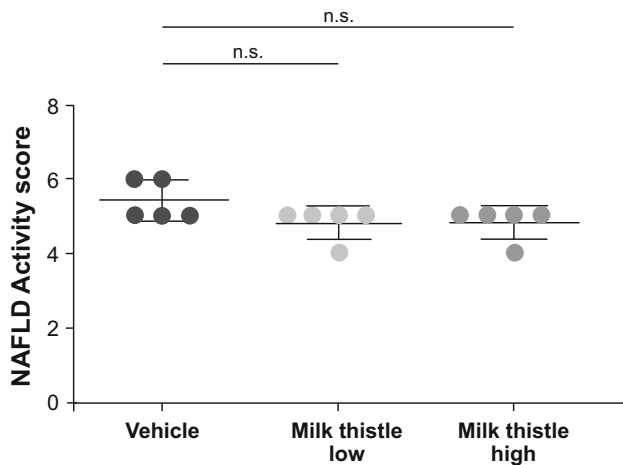 n.s.
n.s.
NAFLD Activity score
8
6
4
2
0
Vehicle
Milk thistle
low
Milk thistle
high